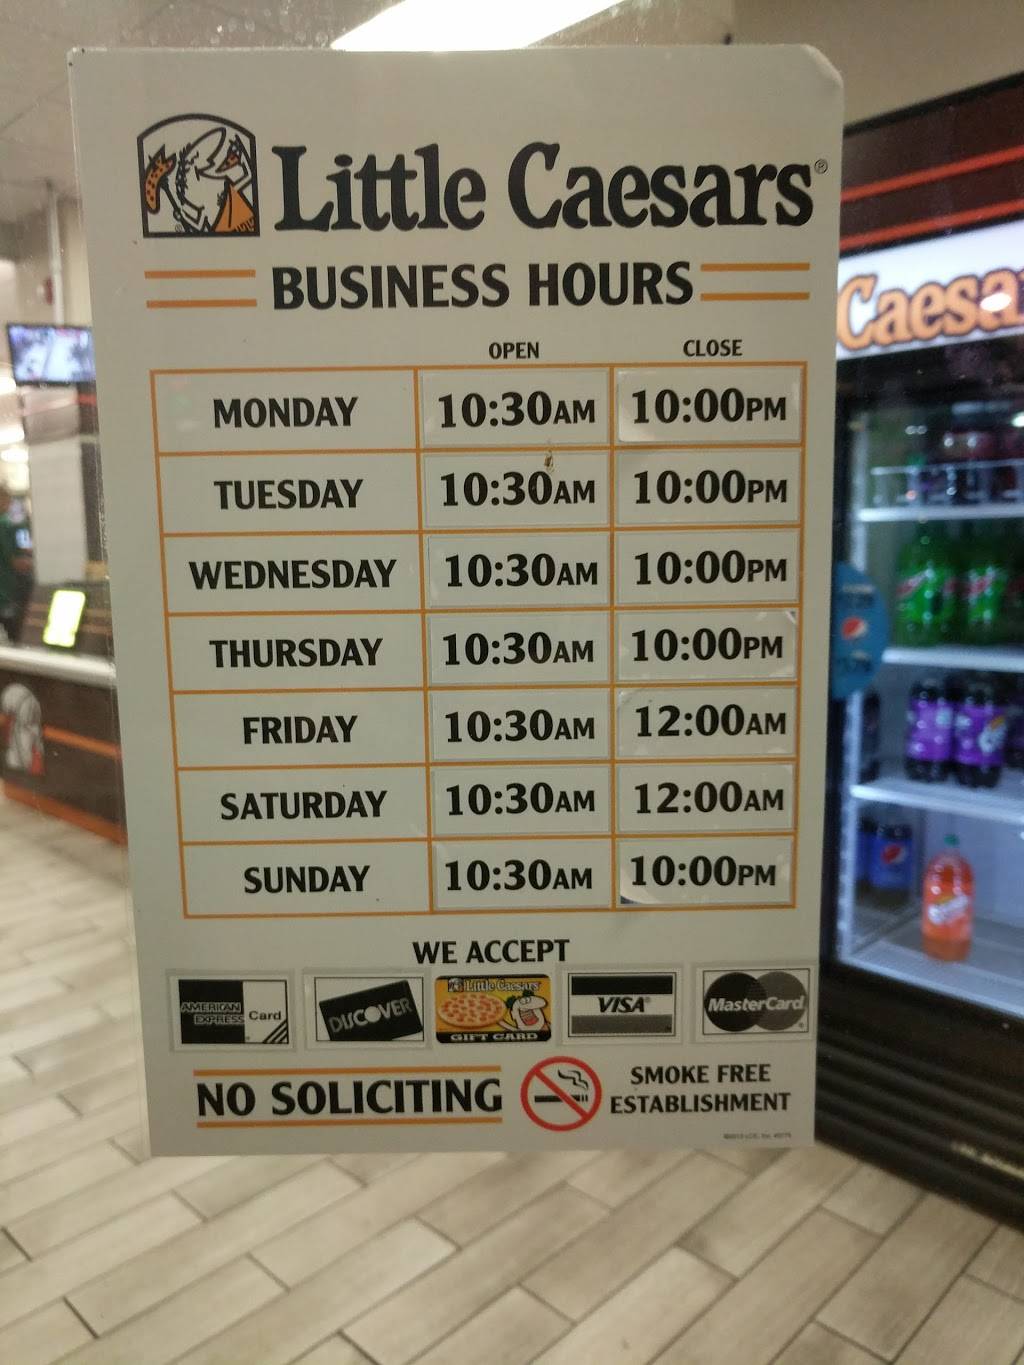 Little Caesars®
BUSINESS HOURS
OPEN CLOSE
MONDAY 10:30AM 10:00PM
TUESDAY 10:30AM 10:00PM
WEDNESDAY 10:30AM 10:00PM
THURSDAY 10:30AM 10:00PM
FRIDAY 10:30AM 12:00AM
SATURDAY 10:30AM 12:00AM
SUNDAY 10:30AM 10:00PM
WE ACCEPT
AMERICAN EXPRESS Card
DISCOVER
Little Caesars
GIFT CARD
VISA
MasterCard
NO SOLICITING
SMOKE FREE
ESTABLISHMENT
Caesa